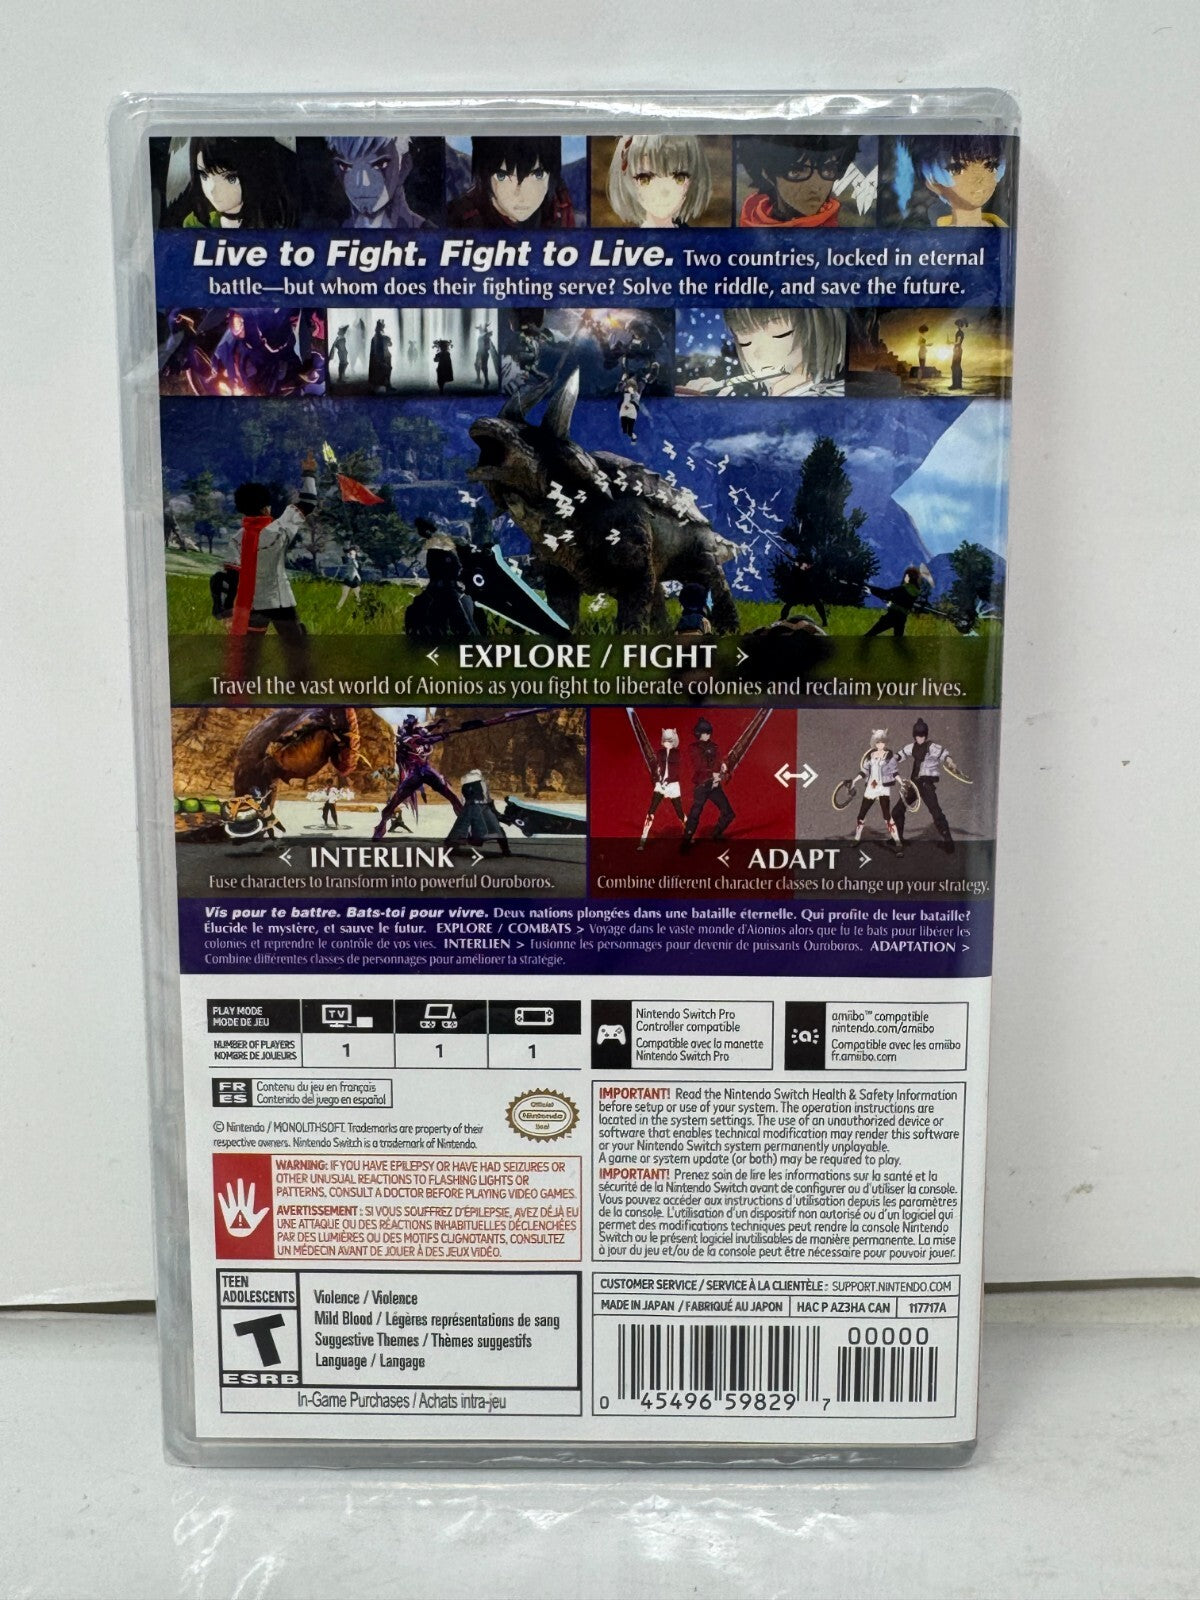 Live to Fight. Fight to Live. Two countries, locked in eternal
battle—but whom does their fighting serve? Solve the riddle, and save the future.
EXPLORE / FIGHT
Travel the vast world of Aionios as you fight to liberate colonies and reclaim your lives.
INTERLINK
Fuse characters to transform into powerful Ouroboros.
ADAPT
Combine different character classes to change up your strategy.
Vis pour te battre. Bats-toi pour vivre. Deux nations plongées dans une bataille éternelle. Qui profite de leur bataille?
Élucide le mystère, et sauve le futur. EXPLORE / COMBATS > Voyage dans le vaste monde d'Aionios alors que tu te bats pour libérer les
colonies et reprendre le contrôle de vos vies. INTERLIEN > Fusionne les personnages pour devenir de puissants Ouroboros. ADAPTATION >
Combine différentes classes de personnages pour améliorer ta stratégie.
PLAY MODE
MODE DE JEU
TV
NUMBER OF PLAYERS
NOMBRE DE JOUEURS
1 1 1
Nintendo Switch Pro
Controller compatible
Compatible avec la manette
Nintendo Switch Pro
amiibo™ compatible
nintendo.com/amiibo
Compatible avec les amiibo
fr.amiibo.com
FR Contenu du jeu en français
ES Contenido del juego en español
Official
Nintendo
Seal
© Nintendo / MONOLITHSOFT. Trademarks are property of their
respective owners. Nintendo Switch is a trademark of Nintendo.
WARNING: IF YOU HAVE EPILEPSY OR HAVE HAD SEIZURES OR
OTHER UNUSUAL REACTIONS TO FLASHING LIGHTS OR
PATTERNS, CONSULT A DOCTOR BEFORE PLAYING VIDEO GAMES.
AVERTISSEMENT : SI VOUS SOUFFREZ D'ÉPILEPSIE, AVEZ DÉJÀ EU
UNE ATTAQUE OU DES RÉACTIONS INHABITUELLES DÉCLENCHÉES
PAR DES LUMIÈRES OU DES MOTIFS CLIGNOTANTS, CONSULTEZ
UN MÉDECIN AVANT DE JOUER À DES JEUX VIDÉO.
IMPORTANT! Read the Nintendo Switch Health & Safety Information
before setup or use of your system. The operation instructions are
located in the system settings. The use of an unauthorized device or
software that enables technical modification may render this software
or your Nintendo Switch system permanently unplayable.
A game or system update (or both) may be required to play.
IMPORTANT! Prenez soin de lire les informations sur la santé et la
sécurité de la Nintendo Switch avant de configurer ou d'utiliser la console.
Vous pouvez accéder aux instructions d'utilisation depuis les paramètres
de la console. L'utilisation d'un dispositif non autorisé ou d'un logiciel qui
permet des modifications techniques peut rendre la console Nintendo
Switch ou le présent logiciel inutilisables de manière permanente. La mise
à jour du jeu et/ou de la console peut être nécessaire pour pouvoir jouer.
TEEN
ADOLESCENTS
T
ESRB
Violence / Violence
Mild Blood / Légères représentations de sang
Suggestive Themes / Thèmes suggestifs
Language / Langage
In-Game Purchases / Achats intra-jeu
CUSTOMER SERVICE / SERVICE À LA CLIENTÈLE : SUPPORT.NINTENDO.COM
MADE IN JAPAN / FABRIQUÉ AU JAPON HAC P AZ3HA CAN 117717A
00000
0 45496 59829 7